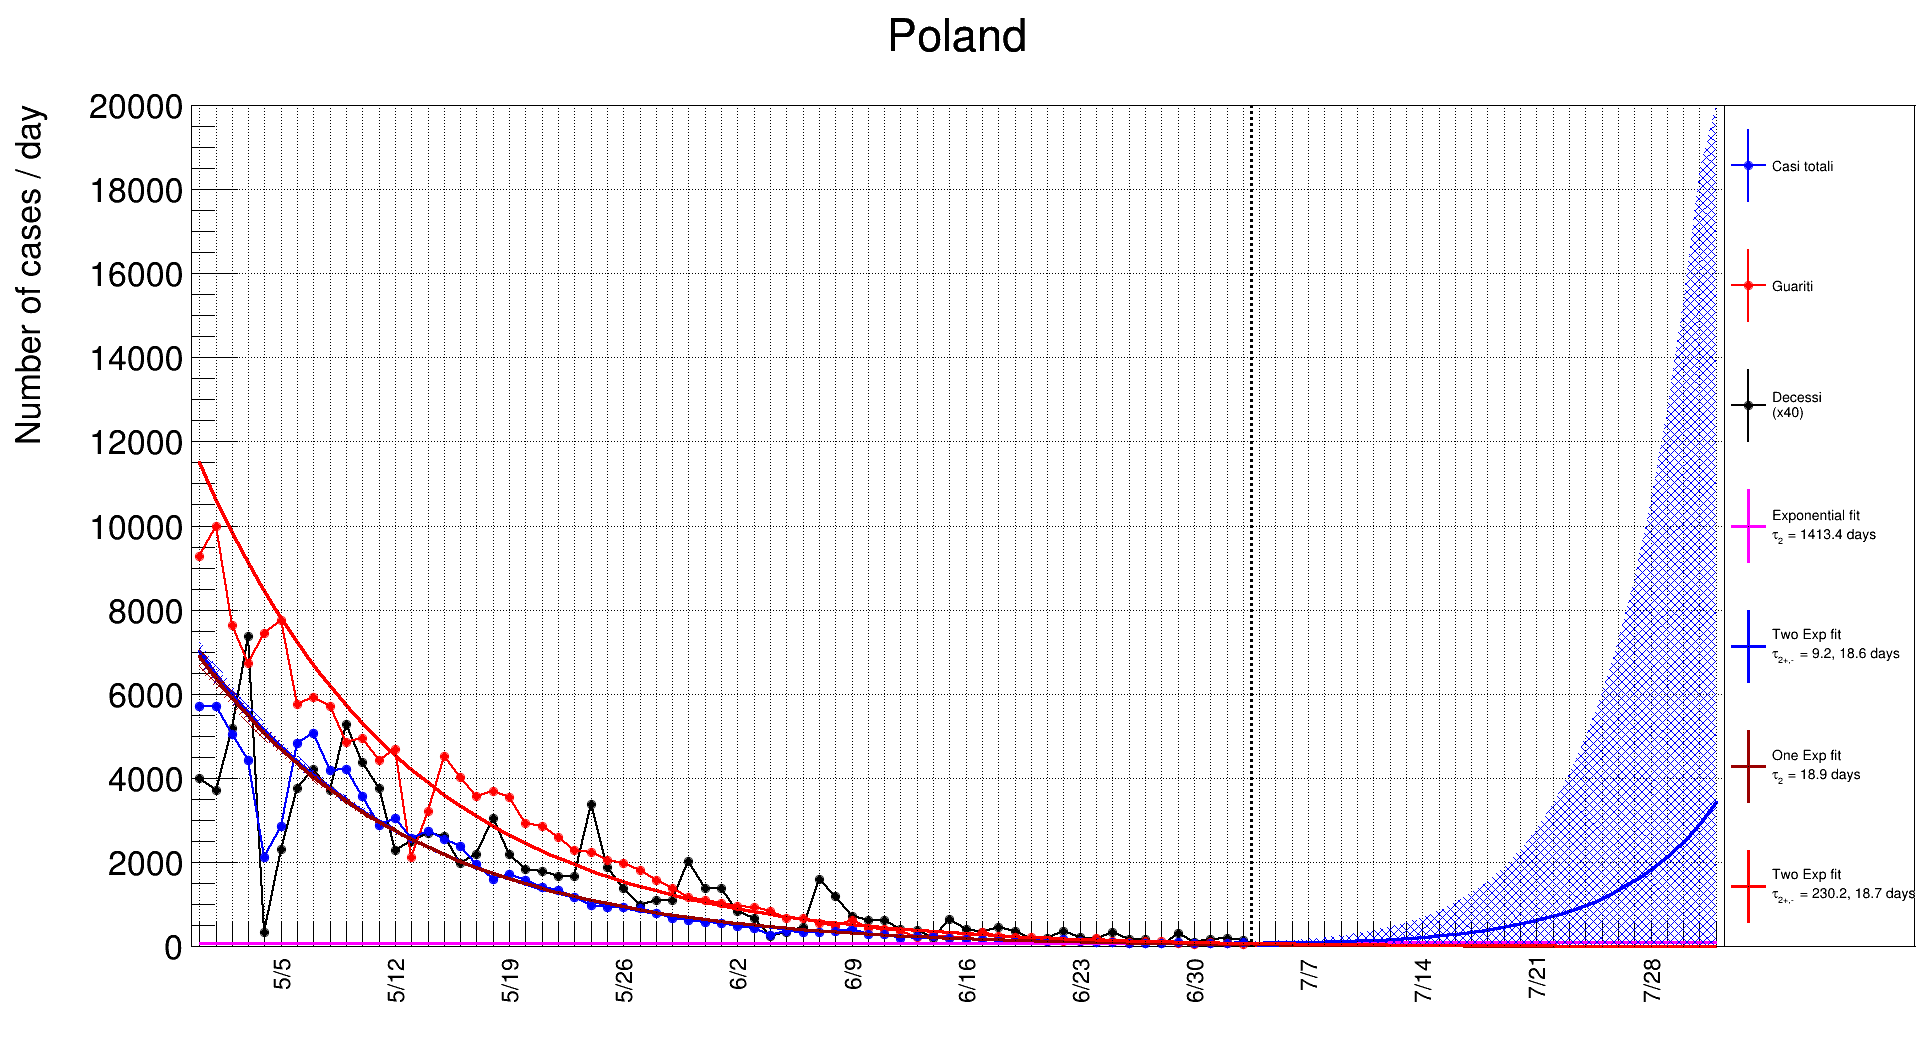 Poland
Number of cases / day
20000
18000
16000
14000
12000
10000
8000
6000
4000
2000
0
5/5
5/12
5/19
5/26
6/2
6/9
6/16
6/23
6/30
7/7
7/14
7/21
7/28
Casi totali
Guariti
Decessi
(x40)
Exponential fit
τ2 = 1413.4 days
Two Exp fit
τ2+,- = 9.2, 18.6 days
One Exp fit
τ2 = 18.9 days
Two Exp fit
τ2+,- = 230.2, 18.7 days